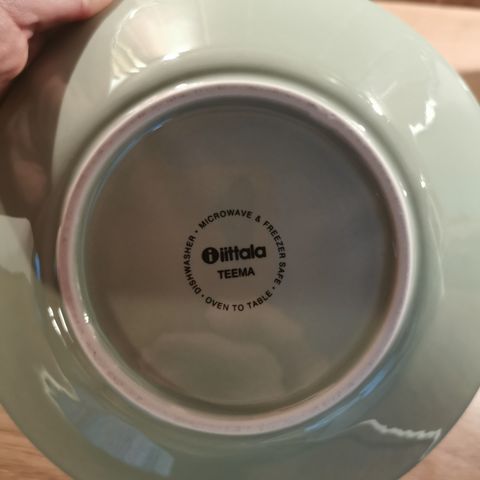 DISHWASHER • MICROWAVE & FREEZER SAFE • OVEN TO TABLE •
iittala
TEEMA